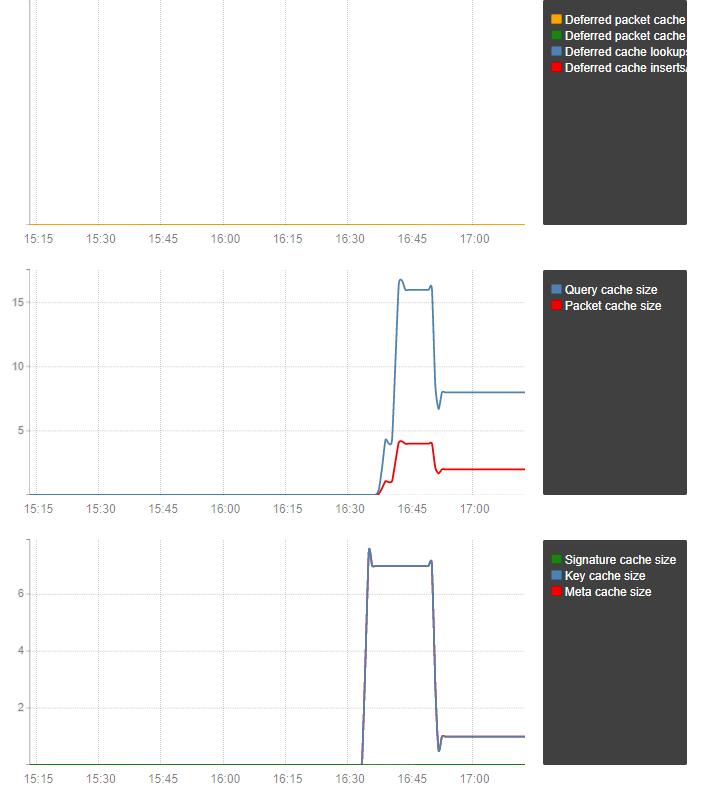 Deferred packet cache
Deferred packet cache
Deferred cache lookups
Deferred cache inserts/
15:15 15:30 15:45 16:00 16:15 16:30 16:45 17:00
Query cache size
Packet cache size
15
10
5
15:15 15:30 15:45 16:00 16:15 16:30 16:45 17:00
Signature cache size
Key cache size
Meta cache size
6
4
2
15:15 15:30 15:45 16:00 16:15 16:30 16:45 17:00